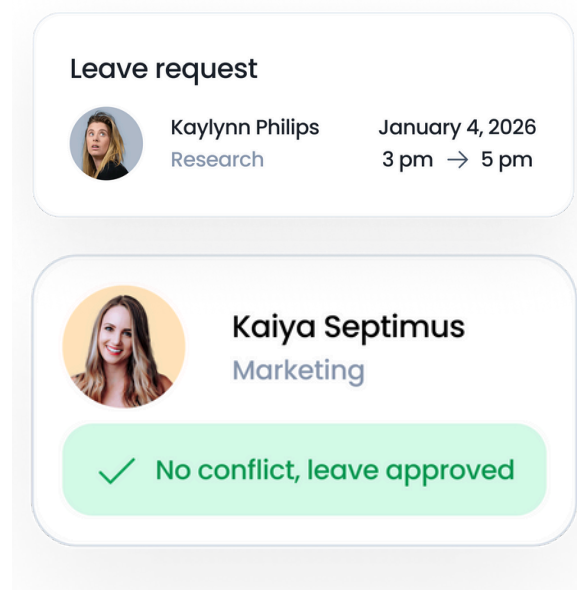 Leave request
Kaylynn Philips
January 4, 2026
Research
3 pm → 5 pm
Kaiya Septimus
Marketing
No conflict, leave approved